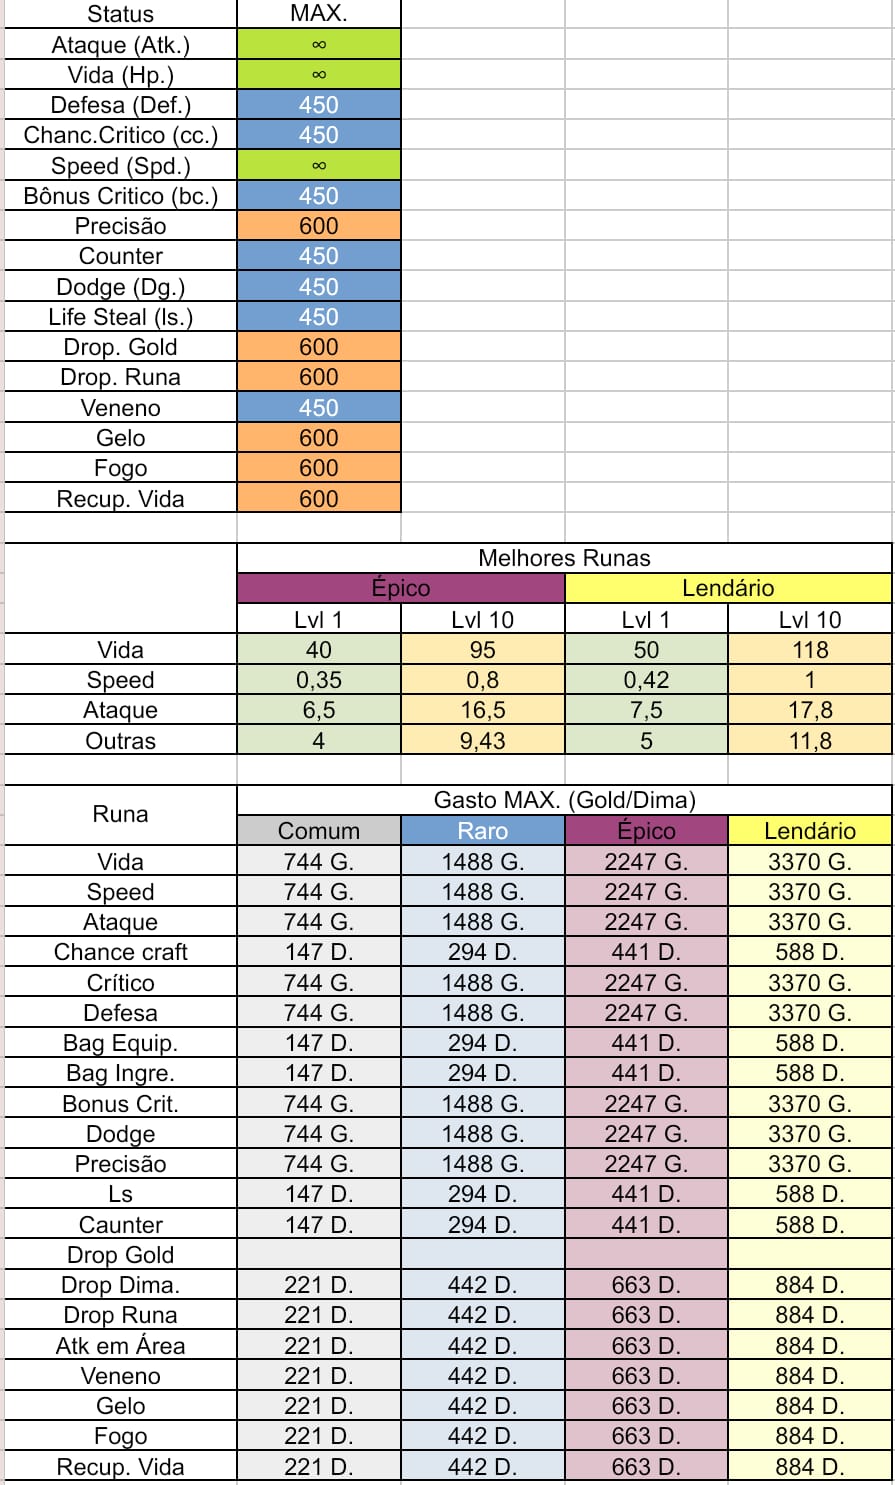 Status MAX.
Ataque (Atk.) ∞
Vida (Hp.) ∞
Defesa (Def.) 450
Chanc.Critico (cc.) 450
Speed (Spd.) ∞
Bônus Critico (bc.) 450
Precisão 600
Counter 450
Dodge (Dg.) 450
Life Steal (ls.) 450
Drop. Gold 600
Drop. Runa 600
Veneno 450
Gelo 600
Fogo 600
Recup. Vida 600
Melhores Runas
Épico Lendário
Lvl 1 Lvl 10 Lvl 1 Lvl 10
Vida 40 95 50 118
Speed 0,35 0,8 0,42 1
Ataque 6,5 16,5 7,5 17,8
Outras 4 9,43 5 11,8
Runa Gasto MAX. (Gold/Dima)
Comum Raro Épico Lendário
Vida 744 G. 1488 G. 2247 G. 3370 G.
Speed 744 G. 1488 G. 2247 G. 3370 G.
Ataque 744 G. 1488 G. 2247 G. 3370 G.
Chance craft 147 D. 294 D. 441 D. 588 D.
Crítico 744 G. 1488 G. 2247 G. 3370 G.
Defesa 744 G. 1488 G. 2247 G. 3370 G.
Bag Equip. 147 D. 294 D. 441 D. 588 D.
Bag Ingre. 147 D. 294 D. 441 D. 588 D.
Bonus Crit. 744 G. 1488 G. 2247 G. 3370 G.
Dodge 744 G. 1488 G. 2247 G. 3370 G.
Precisão 744 G. 1488 G. 2247 G. 3370 G.
Ls 147 D. 294 D. 441 D. 588 D.
Caunter 147 D. 294 D. 441 D. 588 D.
Drop Gold
Drop Dima. 221 D. 442 D. 663 D. 884 D.
Drop Runa 221 D. 442 D. 663 D. 884 D.
Atk em Área 221 D. 442 D. 663 D. 884 D.
Veneno 221 D. 442 D. 663 D. 884 D.
Gelo 221 D. 442 D. 663 D. 884 D.
Fogo 221 D. 442 D. 663 D. 884 D.
Recup. Vida 221 D. 442 D. 663 D. 884 D.